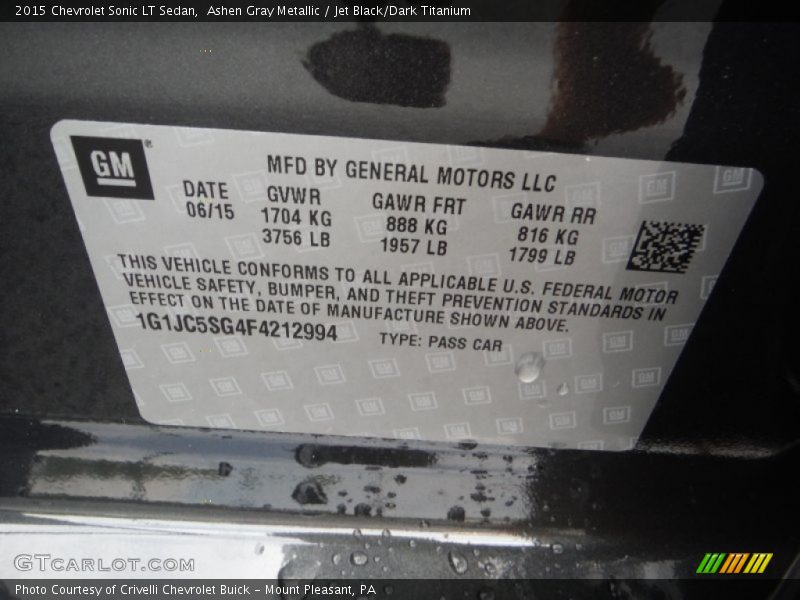 2015 Chevrolet Sonic LT Sedan, Ashen Gray Metallic / Jet Black/Dark Titanium
GM
MFD BY GENERAL MOTORS LLC
DATE GVWR GAWR FRT GAWR RR
06/15 1704 KG 888 KG 816 KG
3756 LB 1957 LB 1799 LB
THIS VEHICLE CONFORMS TO ALL APPLICABLE U.S. FEDERAL MOTOR
VEHICLE SAFETY, BUMPER, AND THEFT PREVENTION STANDARDS IN
EFFECT ON THE DATE OF MANUFACTURE SHOWN ABOVE.
1G1JC5SG4F4212994 TYPE: PASS CAR
GTcarlot.com
Photo Courtesy of Crivelli Chevrolet Buick - Mount Pleasant, PA